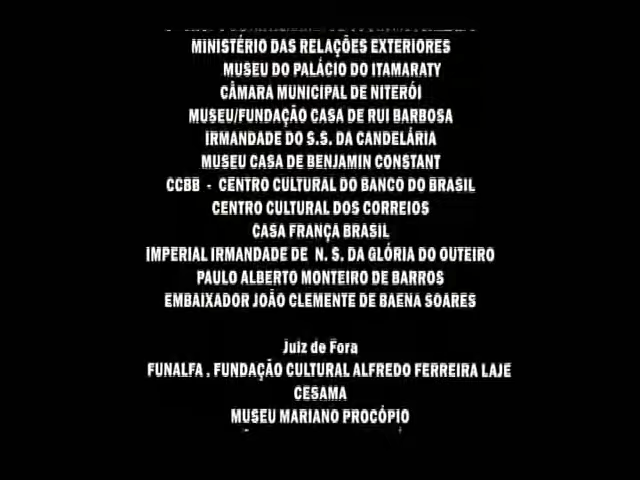 MINISTÉRIO DAS RELAÇÕES EXTERIORES
MUSEU DO PALÁCIO DO ITAMARATY
CÂMARA MUNICIPAL DE NITERÓI
MUSEU/FUNDAÇÃO CASA DE RUI BARBOSA
IRMANDADE DO S.S. DA CANDELÁRIA
MUSEU CASA DE BENJAMIN CONSTANT
CCBB - CENTRO CULTURAL DO BANCO DO BRASIL
CENTRO CULTURAL DOS CORREIOS
CASA FRANÇA BRASIL
IMPERIAL IRMANDADE DE N. S. DA GLÓRIA DO OUTEIRO
PAULO ALBERTO MONTEIRO DE BARROS
EMBAIXADOR JOÃO CLEMENTE DE BAENA SOARES
Juiz de Fora
FUNALFA . FUNDAÇÃO CULTURAL ALFREDO FERREIRA LAJE
CESAMA
MUSEU MARIANO PROCÓPIO